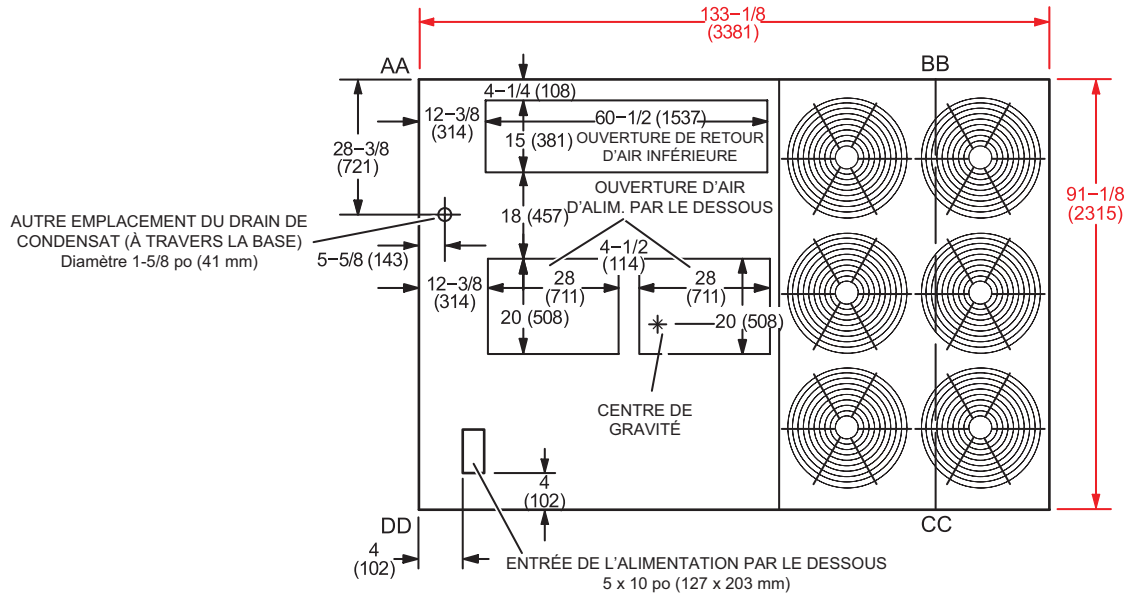 133−1/8
(3381)
AA
BB
4−1/4 (108)
12−3/8
(314)
60−1/2 (1537)
15 (381)
OUVERTURE DE RETOUR
D’AIR INFÉRIEURE
28−3/8
(721)
91−1/8
(2315)
OUVERTURE D’AIR
D’ALIM. PAR LE DESSOUS
18 (457)
AUTRE EMPLACEMENT DU DRAIN DE
CONDENSAT (À TRAVERS LA BASE)
Diamètre 1-5/8 po (41 mm)
5−5/8 (143)
4−1/2
(114)
12−3/8
(314)
28
(711)
28
(711)
20 (508)
20 (508)
CENTRE DE
GRAVITÉ
4
(102)
DD
CC
4
(102)
ENTRÉE DE L’ALIMENTATION PAR LE DESSOUS
5 x 10 po (127 x 203 mm)